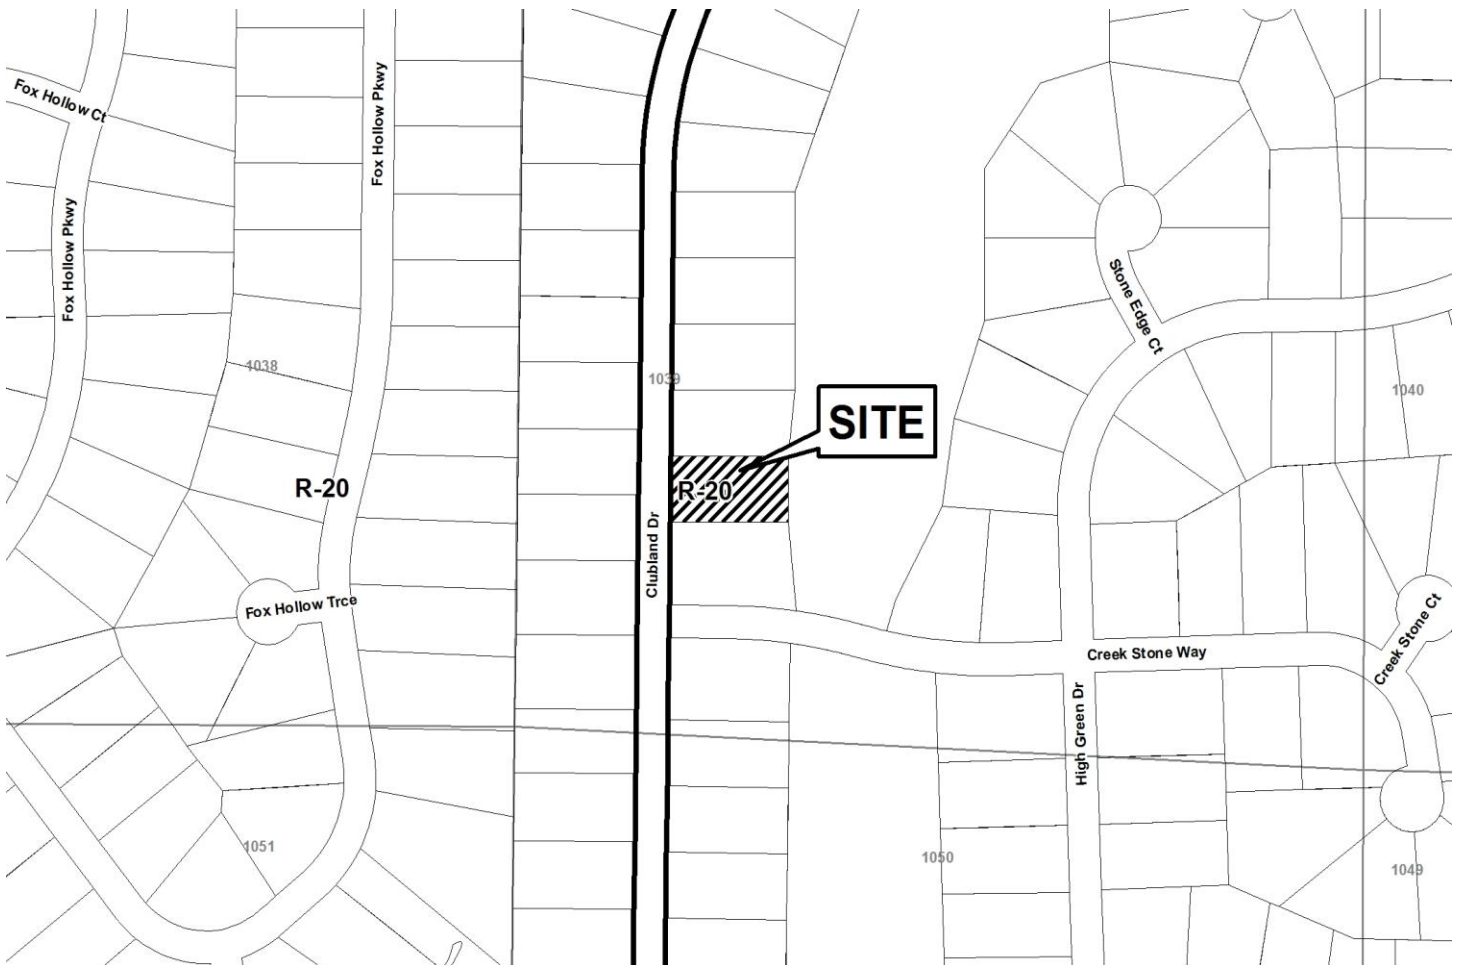 Fox Hollow Ct
Fox Hollow Pkwy
Fox Hollow Pkwy
Stone Edge Ct
1038
1039
1040
SITE
R-20
R-20
Clubland Dr
Fox Hollow Trce
Creek Stone Way
Creek Stone Ct
High Green Dr
1051
1050
1049